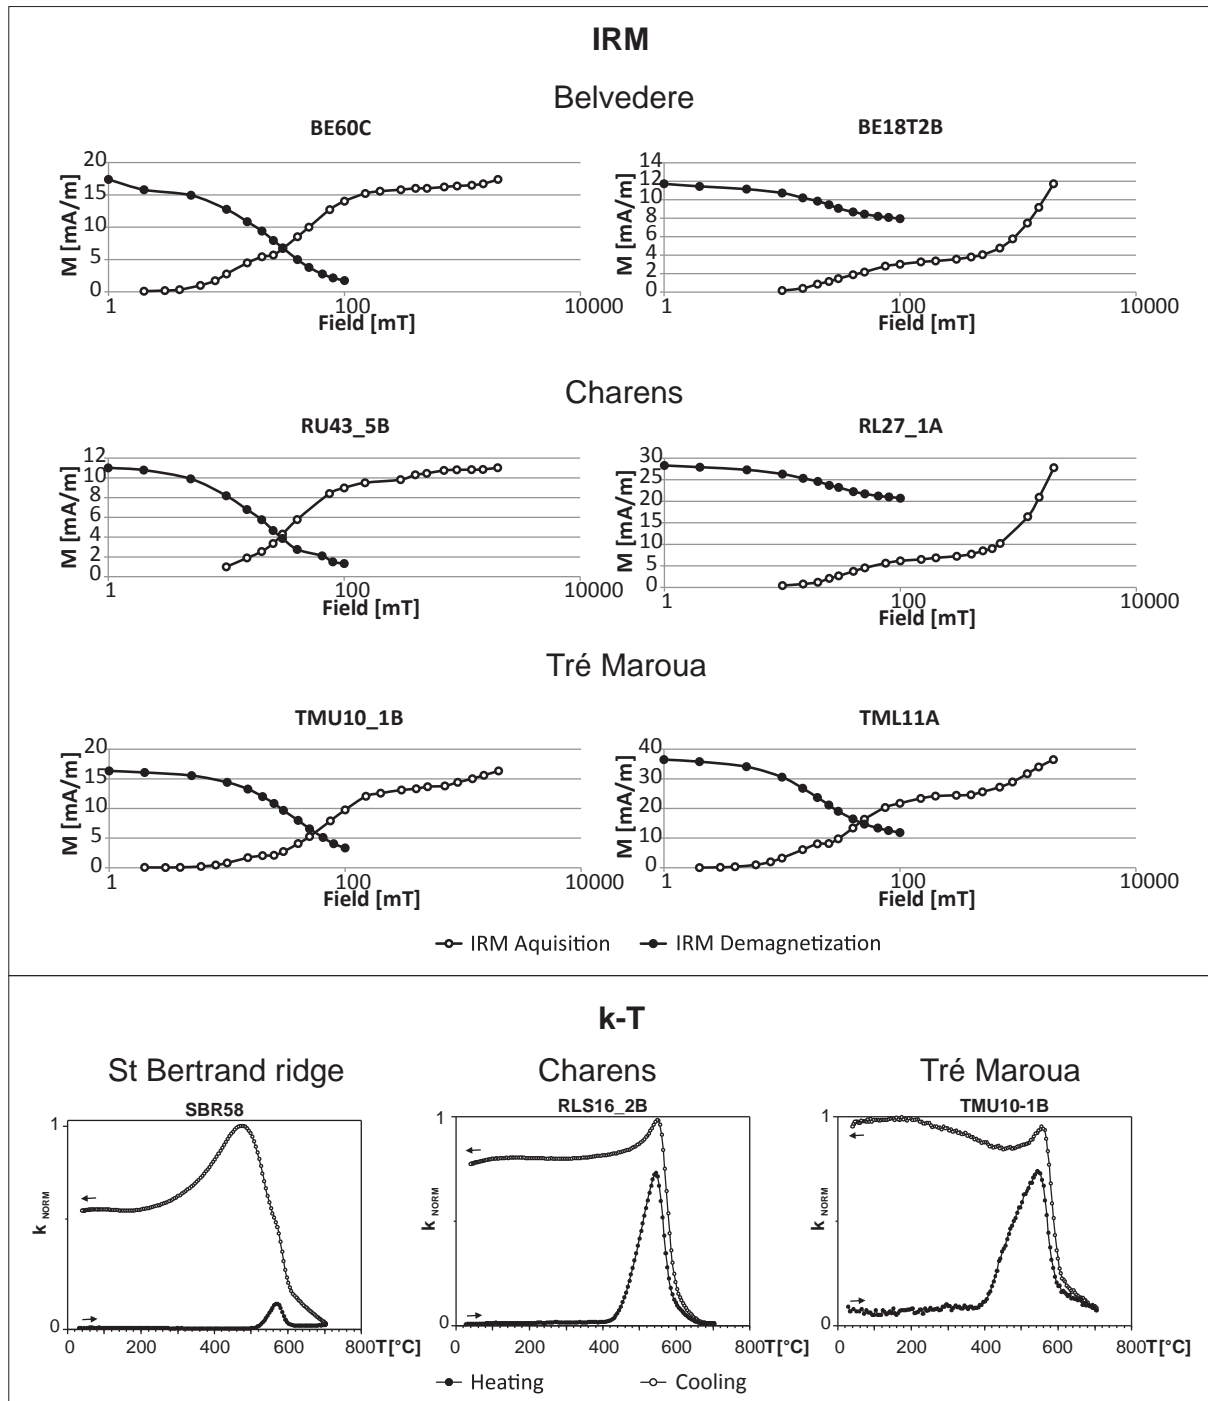 IRM
Belvedere
BE60C
BE18T2B
20
15
10
5
0
M [mA/m]
1
100
10000
Field [mT]
14
12
10
8
6
4
2
0
M [mA/m]
1
100
10000
Field [mT]
Charens
RU43_5B
RL27_1A
12
10
8
6
4
2
0
M [mA/m]
1
100
10000
Field [mT]
30
25
20
15
10
5
0
M [mA/m]
1
100
10000
Field [mT]
Tré Maroua
TMU10_1B
TML11A
20
15
10
5
0
M [mA/m]
1
100
10000
Field [mT]
40
30
20
10
0
M [mA/m]
1
100
10000
Field [mT]
IRM Aquisition
IRM Demagnetization
k-T
St Bertrand ridge
Charens
Tré Maroua
SBR58
RLS16_2B
TMU10-1B
1
k NORM
0
0 200 400 600 800 T[°C]
1
k NORM
0
0 200 400 600 800 T[°C]
1
k NORM
0
0 200 400 600 800 T[°C]
Heating
Cooling